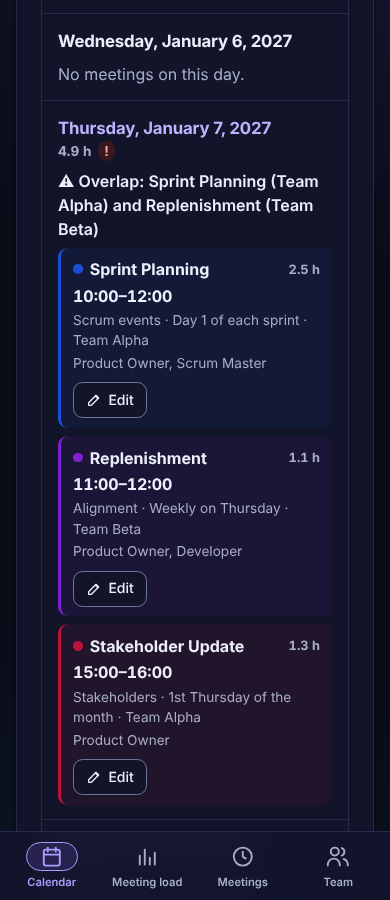 Wednesday, January 6, 2027
No meetings on this day.
Thursday, January 7, 2027
4.9 h !
⚠ Overlap: Sprint Planning (Team
Alpha) and Replenishment (Team
Beta)
Sprint Planning 2.5 h
10:00–12:00
Scrum events · Day 1 of each sprint ·
Team Alpha
Product Owner, Scrum Master
Edit
Replenishment 1.1 h
11:00–12:00
Alignment · Weekly on Thursday ·
Team Beta
Product Owner, Developer
Edit
Stakeholder Update 1.3 h
15:00–16:00
Stakeholders · 1st Thursday of the
month · Team Alpha
Product Owner
Edit
Calendar Meeting load Meetings Team